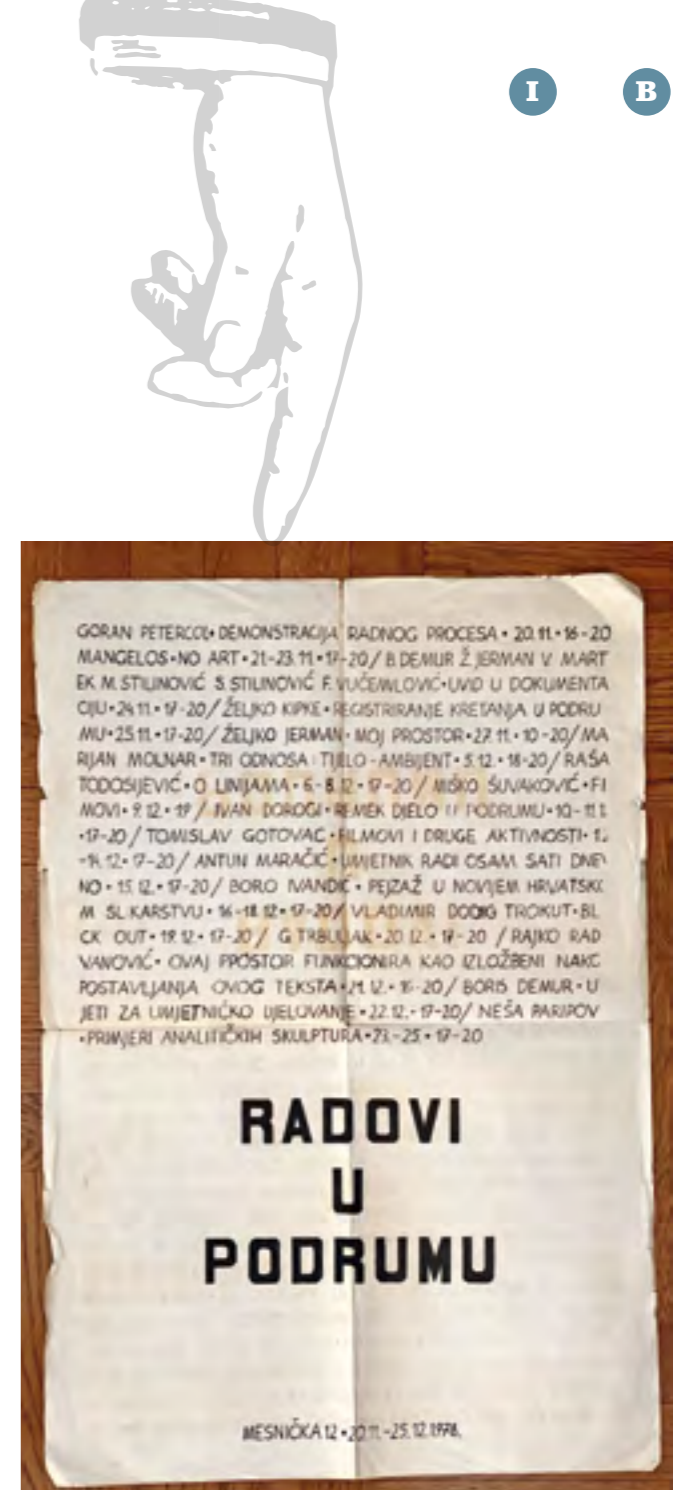 I B
GORAN PETERCOL•DEMONSTRACIJA RADNOG PROCESA • 20.11.•16-20
MANGELOS•NO ART•21-23.11•17-20/B.DEMUR Ž.JERMAN V. MART
EK M.STILINOVIĆ S.STILINOVIĆ F.VUČEMILOVIĆ•UVID U DOKUMENTA
CIJU•24.11.•17-20/ŽELJKO KIPKE•REGISTRIRANJE KRETANJA U PODRU
MU•25.11.•17-20/ŽELJKO JERMAN•MOJ PROSTOR•27.11.•10-20/MA
RIJAN MOLNAR•TRI ODNOSA TIJELO-AMBIJENT•5.12.•18-20/RAŠA
TODOSIJEVIĆ•O LINIJAMA•6.-8.12•17-20/MIŠKO ŠUVAKOVIĆ•FI
MOVI•9.12.•19/IVAN DOROGI•REMEK DJELO U PODRUMU•10-11.1
•17-20/TOMISLAV GOTOVAC•FILMOVI I DRUGE AKTIVNOSTI•
-14.12•17-20/ANTUN MARAČIĆ•UMJETNIK RADI OSAM SATI DNEV
NO•15.12.•17-20/BORO IVANDIĆ•PEJZAŽ U NOVIJEM HRVATSKO
M SLIKARSTVU•16-18.12•17-20/VLADIMIR DODIG TROKUT•BL
CK OUT•19.12•17-20/G.TRBULJAK•20.12.•17-20/RAJKO RAD
VANOVIĆ•OVAJ PROSTOR FUNKCIONIRA KAO IZLOŽBENI NAKO
POSTAVLJANJA OVOG TEKSTA•21.12.•16-20/BORIS DEMUR•U
JETI ZA UMJETNIČKO DJELOVANJE•22.12.•17-20/NEŠA PARIPOV
•PRIMJERI ANALITIČKIH SKULPTURA•23.-25•17-20
RADOVI
U
PODRUMU
MESNIČKA 12•20.11.-25.12.1978.